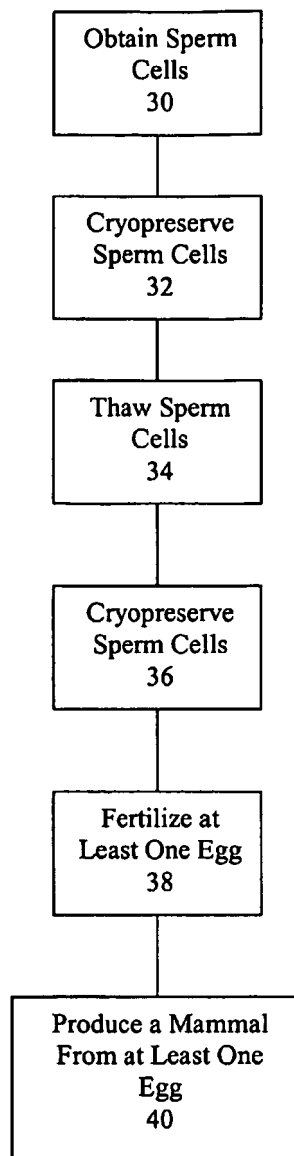 Obtain Sperm
Cells
30
Cryopreserve
Sperm Cells
32
Thaw Sperm
Cells
34
Cryopreserve
Sperm Cells
36
Fertilize at
Least One Egg
38
Produce a Mammal
From at Least One
Egg
40